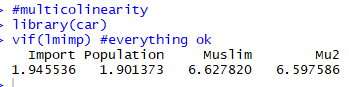 > #multicolinearity
> library(car)
> vif(lmimp) #everything ok
Import Population Muslim Mu2
1.945536 1.901373 6.627820 6.597586
>